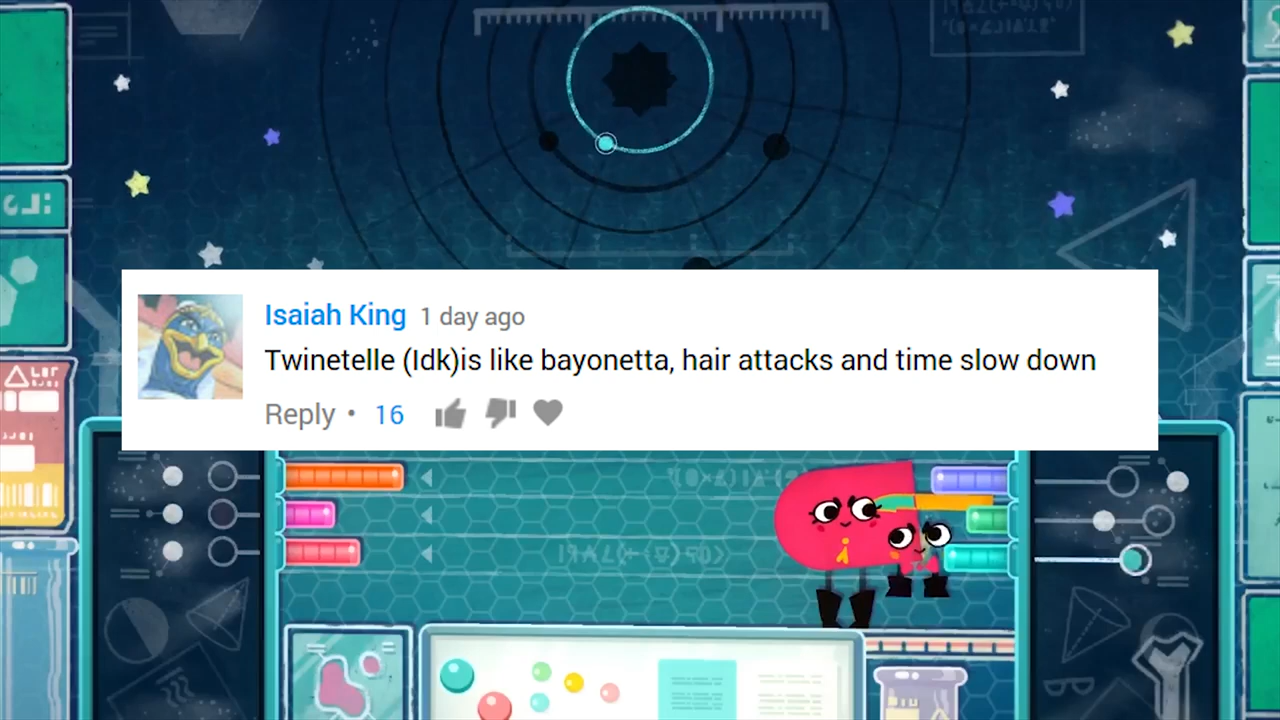 Isaiah King 1 day ago
Twinetelle (Idk)is like bayonetta, hair attacks and time slow down
Reply • 16